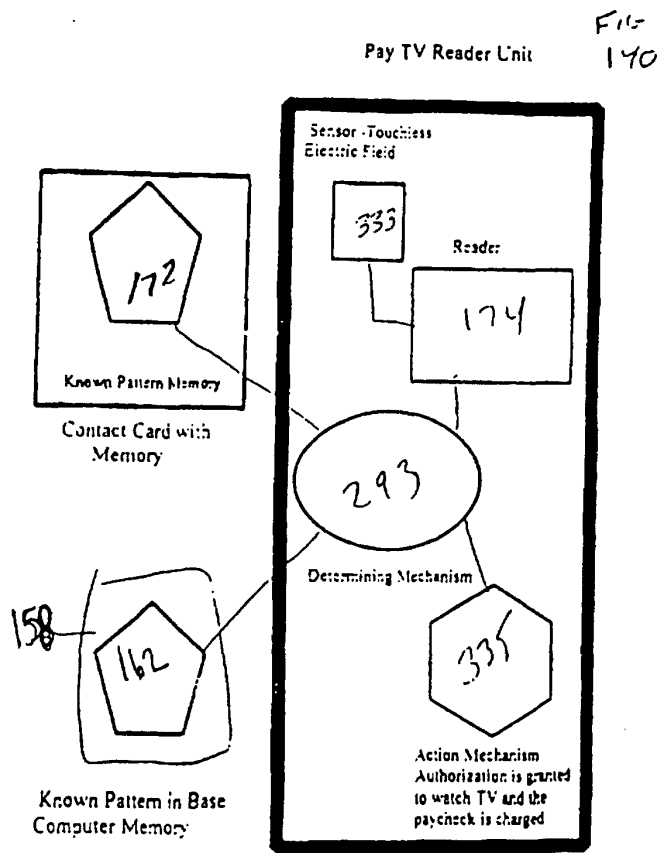 FIG
140
Pay TV Reader Unit
Sensor -Touchless
Electric Field
333
Reader
174
172
Known Pattern Memory
Contact Card with
Memory
293
Determining Mechanism
158
162
335
Known Pattern in Base
Computer Memory
Action Mechanism
Authorization is granted
to watch TV and the
paycheck is charged